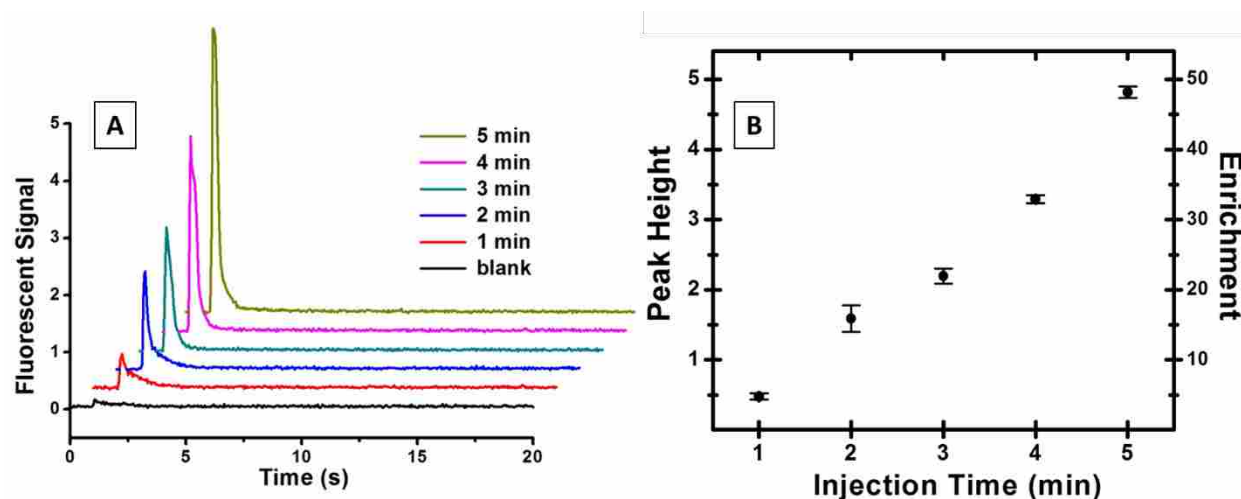 A
Fluorescent Signal
5
4
3
2
1
0
5 min
4 min
3 min
2 min
1 min
blank
0 5 10 15 20
Time (s)
B
Peak Height
5
4
3
2
1
Enrichment
50
40
30
20
10
1 2 3 4 5
Injection Time (min)